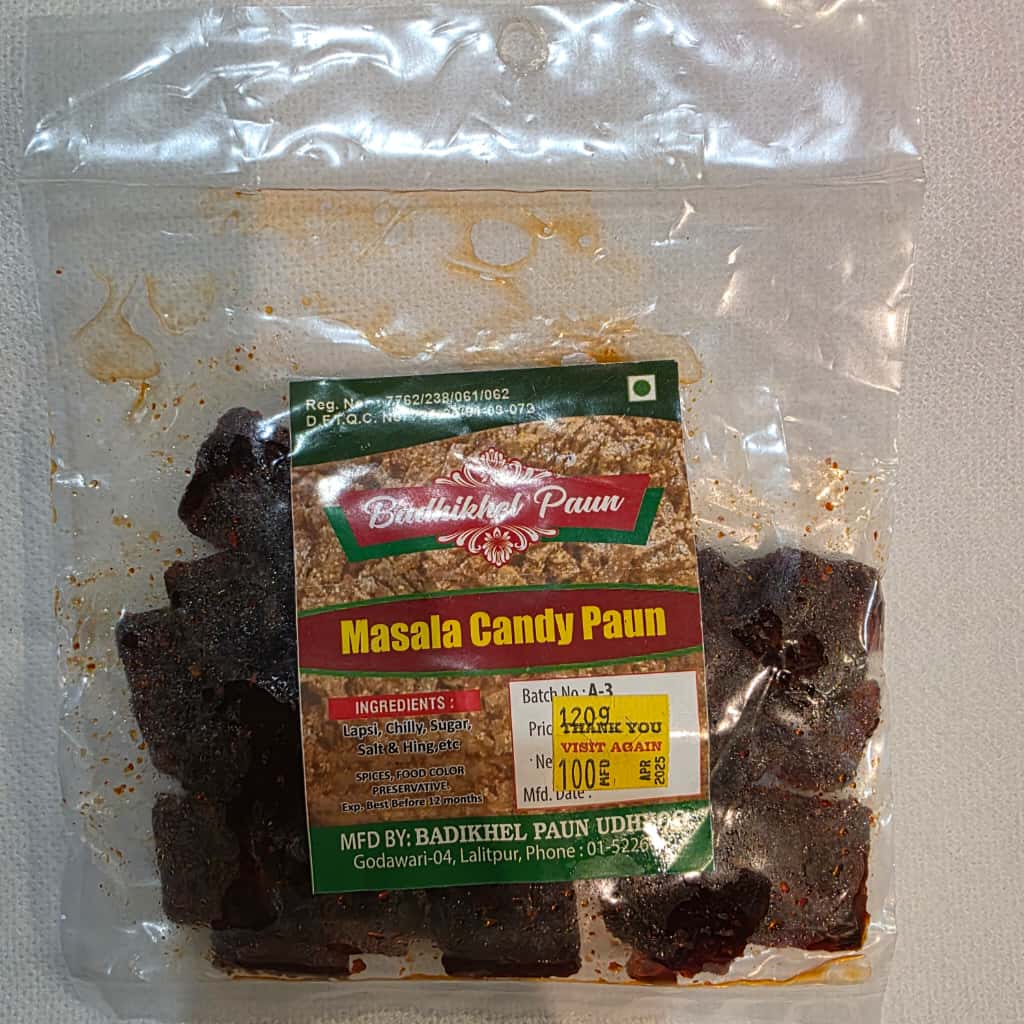 Reg. No. : 7762/238/061/062
D.F.T.Q.C. No.
Badhikhel Paun
Masala Candy Paun
INGREDIENTS :
Lapsi, Chilly, Sugar,
Salt & Hing,etc
SPICES, FOOD COLOR
PRESERVATIVE.
Exp. Best Before 12 months
Batch No : A-3
120g
THANK YOU
VISIT AGAIN
100 MFD APR 2025
Mfd. Date :
MFD BY: BADIKHEL PAUN
Godawari-04, Lalitpur, Phone : 01-5226